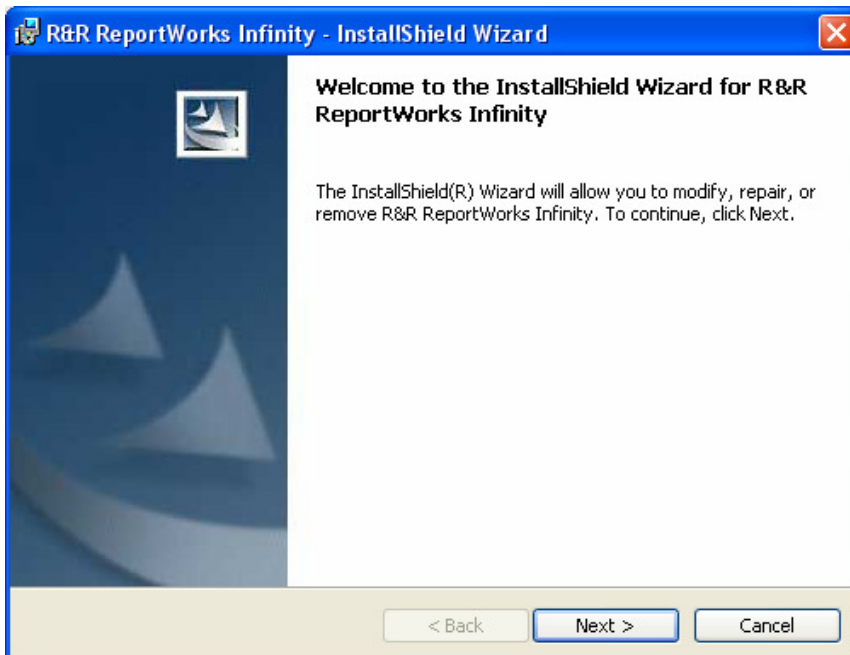 R&R ReportWorks Infinity - InstallShield Wizard
Welcome to the InstallShield Wizard for R&R
ReportWorks Infinity
The InstallShield(R) Wizard will allow you to modify, repair, or
remove R&R ReportWorks Infinity. To continue, click Next.
< Back Next > Cancel